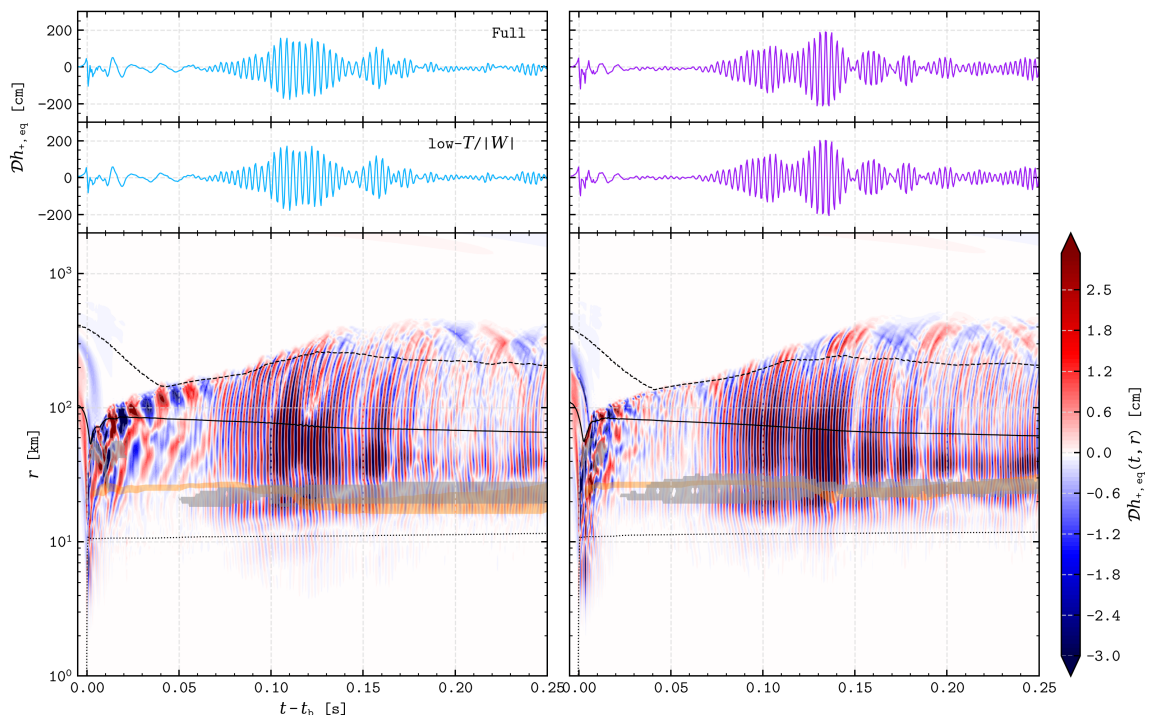 Full
200
0
−200
𝒟h₊, eq [cm]
low-T/|W|
200
0
−200
10³
10²
10¹
10⁰
r [km]
0.00 0.05 0.10 0.15 0.20 0.25
0.00 0.05 0.10 0.15 0.20 0.25
t − t_b [s]
2.5
1.8
1.2
0.6
0.0
−0.6
−1.2
−1.8
−2.4
−3.0
𝒟h₊, eq(t, r) [cm]